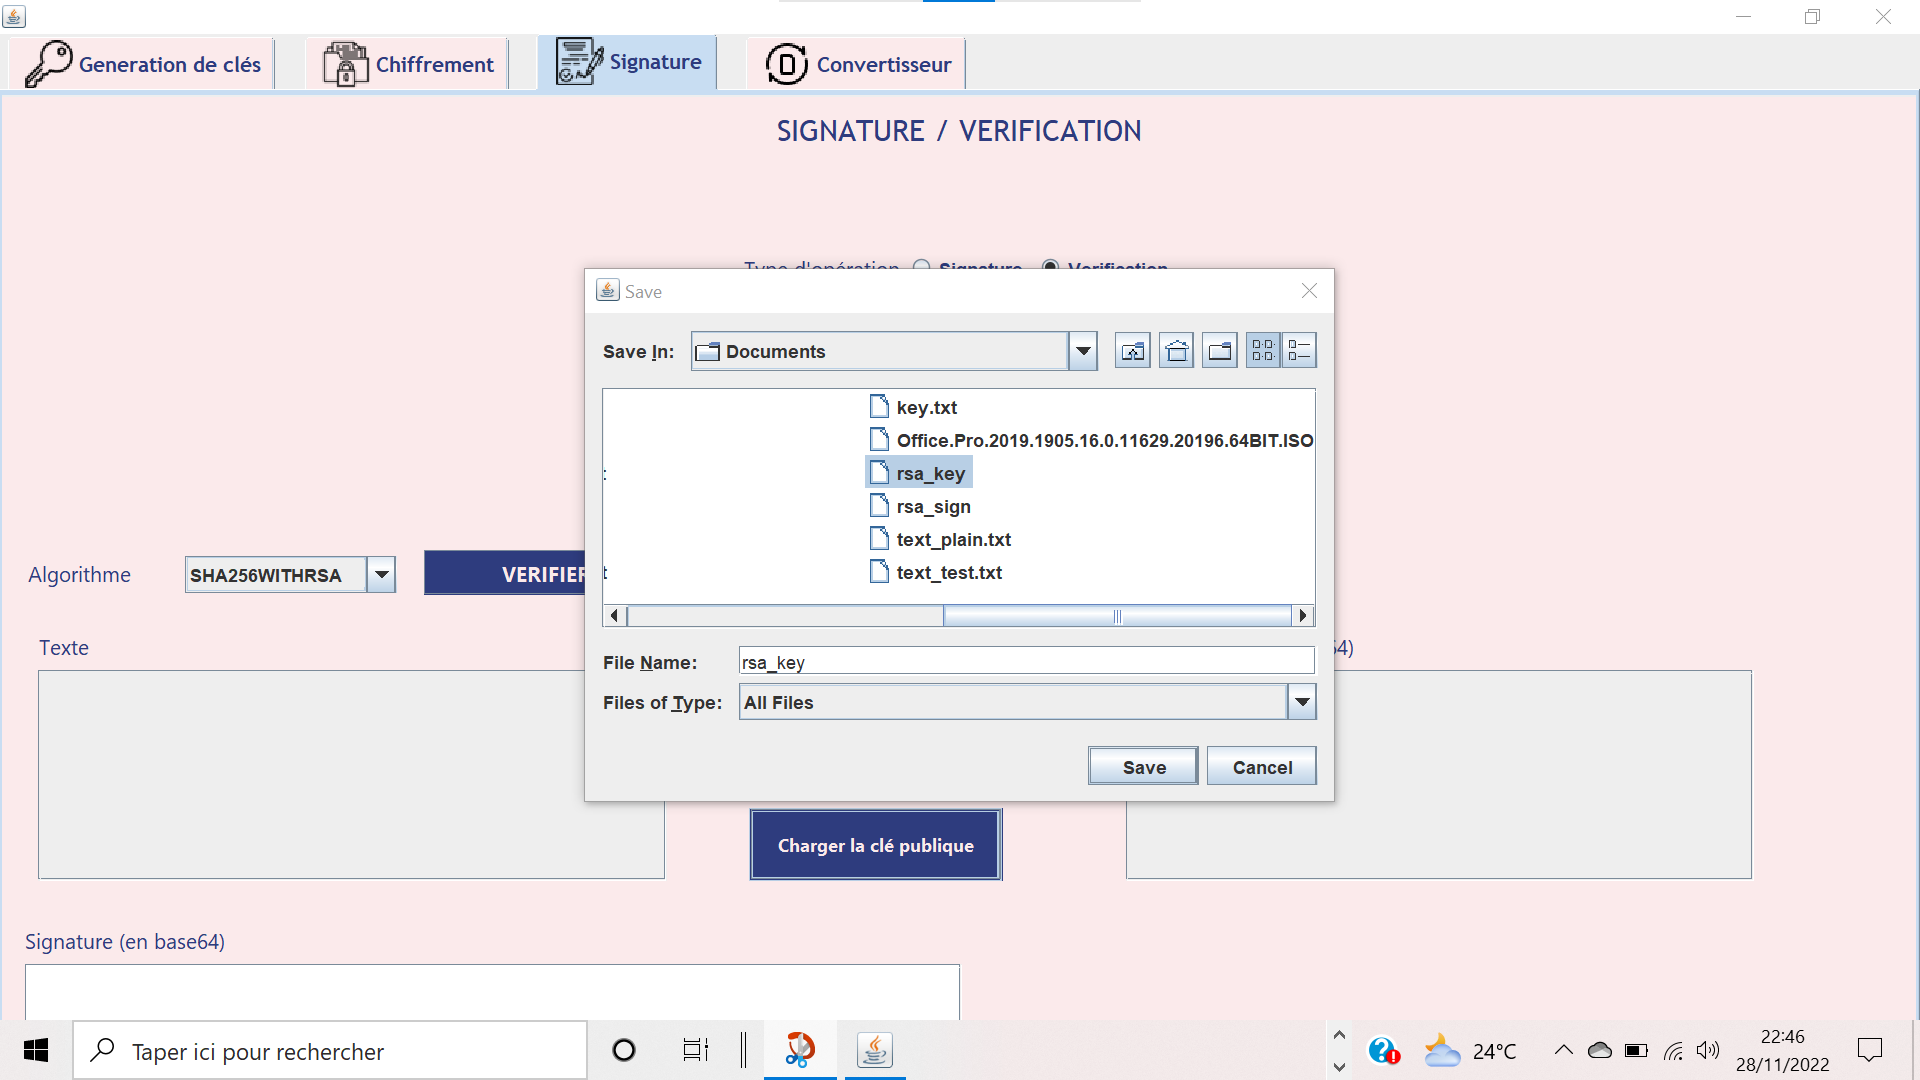 Generation de clés
Chiffrement
Signature
Convertisseur
SIGNATURE / VERIFICATION
Type d'opération Signature Verification
Save
Save In: Documents
key.txt
Office.Pro.2019.1905.16.0.11629.20196.64BIT.ISO
rsa_key
rsa_sign
text_plain.txt
text_test.txt
Algorithme SHA256WITHRSA VERIFIER
File Name: rsa_key
Files of Type: All Files
Save Cancel
Texte
64)
Charger la clé publique
Signature (en base64)
Taper ici pour rechercher
24°C
22:46
28/11/2022